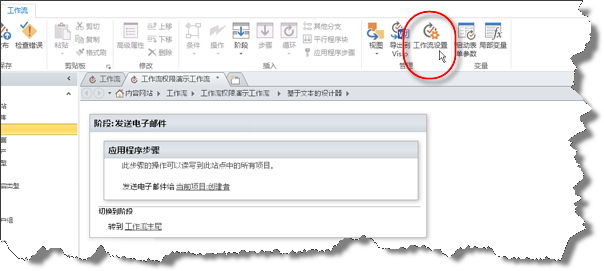 工作流
布 检查错误
粘贴
剪切
复制
格式刷
高级属性
上移
下移
删除
条件 操作 阶段 步骤 循环
其他分支
平行程序块
应用程序步骤
视图 导出到 Visio
工作流设置
启动表单参数
局部变量
保存 剪贴板 修改 插入 管理 变量
工作流 工作流权限演示工作流 *
内容网站 工作流 工作流权限演示工作流 基于文本的设计器
阶段: 发送电子邮件
应用程序步骤
此步骤的操作可以读写到此站点中的所有项目。
发送电子邮件给 当前项目:创建者
切换到阶段
转到 工作流末尾